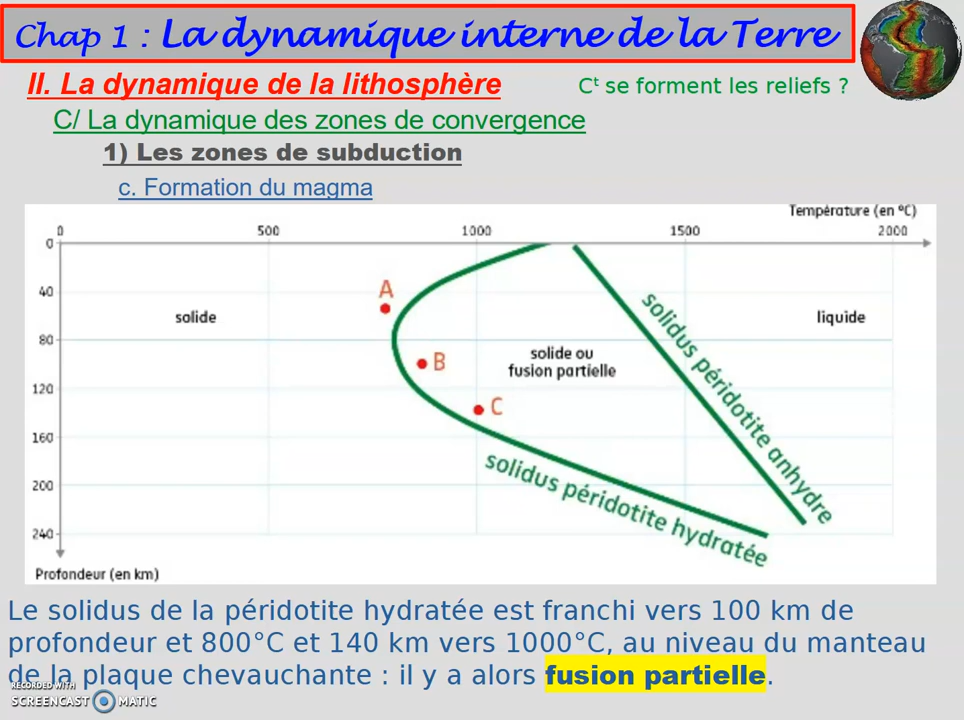 Chap 1 : La dynamique interne de la Terre
II. La dynamique de la lithosphère
Cᵗ se forment les reliefs ?
C/ La dynamique des zones de convergence
1) Les zones de subduction
c. Formation du magma
Température (en °C)
0 500 1000 1500 2000
0
40
80
120
160
200
240
A
B
C
solide
solide ou
fusion partielle
liquide
solidus péridotite anhydre
solidus péridotite hydratée
Profondeur (en km)
Le solidus de la péridotite hydratée est franchi vers 100 km de
profondeur et 800°C et 140 km vers 1000°C, au niveau du manteau
de la plaque chevauchante : il y a alors fusion partielle.
RECORDED WITH
SCREENCAST MATIC